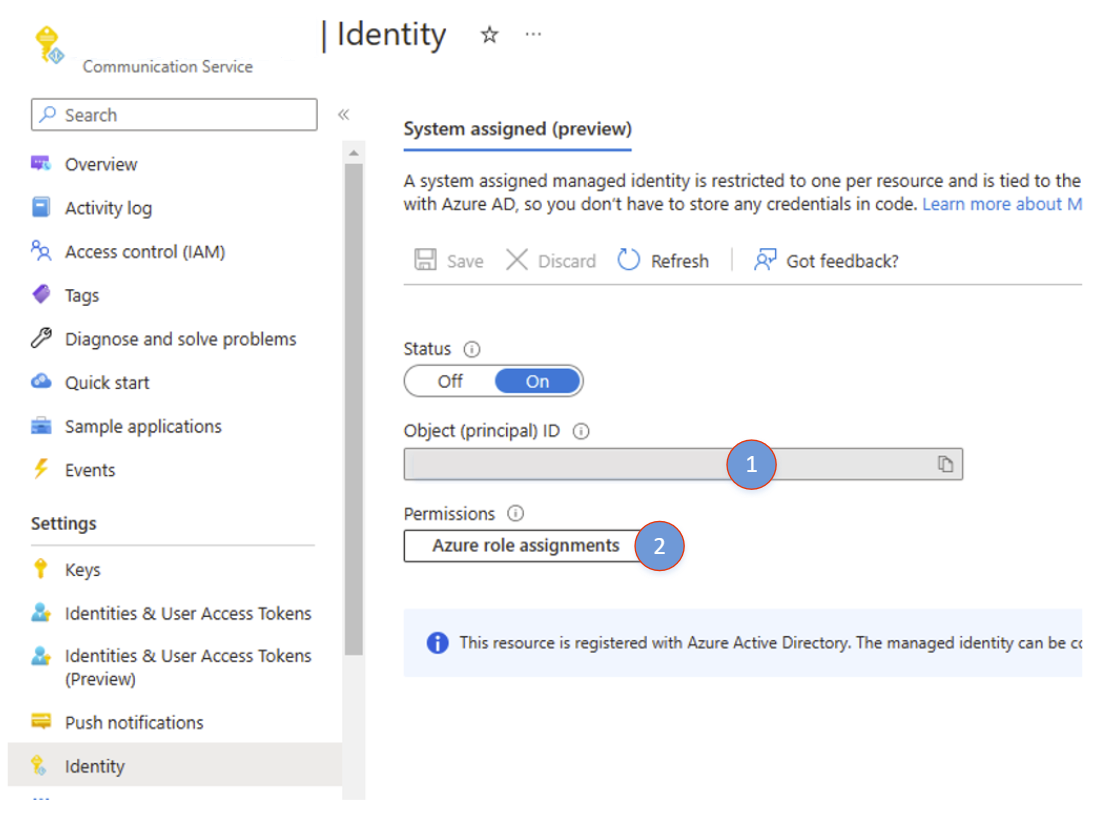 | Identity
Communication Service
Search
Overview
Activity log
Access control (IAM)
Tags
Diagnose and solve problems
Quick start
Sample applications
Events
Settings
Keys
Identities & User Access Tokens
Identities & User Access Tokens
(Preview)
Push notifications
Identity
System assigned (preview)
A system assigned managed identity is restricted to one per resource and is tied to the
with Azure AD, so you don't have to store any credentials in code. Learn more about M
Save Discard Refresh Got feedback?
Status
Off On
Object (principal) ID
1
Permissions
Azure role assignments 2
This resource is registered with Azure Active Directory. The managed identity can be